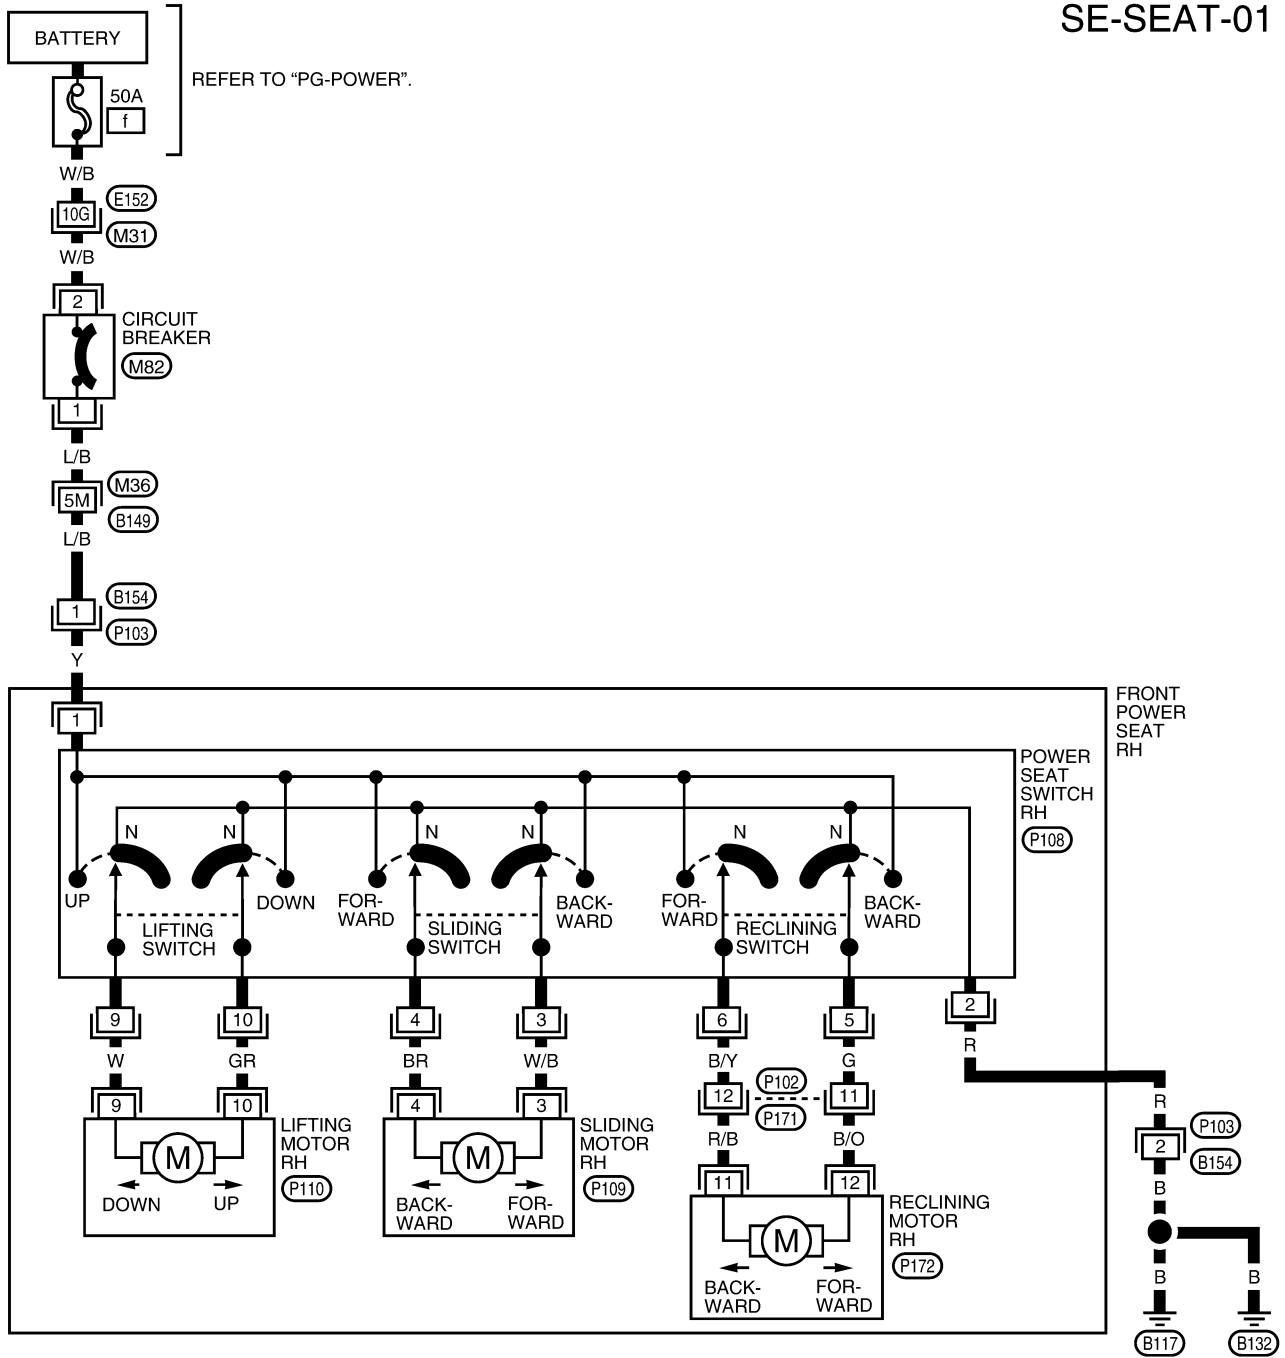 SE-SEAT-01
BATTERY
REFER TO “PG-POWER”.
50A
f
W/B
E152
10G
M31
W/B
2
CIRCUIT
BREAKER
M82
1
L/B
M36
5M
B149
L/B
B154
1
P103
Y
1
FRONT
POWER
SEAT
RH
POWER
SEAT
SWITCH
RH
P108
N
N
N
N
N
N
UP
DOWN
FOR-
WARD
BACK-
WARD
FOR-
WARD
BACK-
WARD
LIFTING
SWITCH
SLIDING
SWITCH
RECLINING
SWITCH
9
10
4
3
6
5
2
W
GR
BR
W/B
B/Y
G
R
P102
12
11
P171
R/B
B/O
9
10
4
3
11
12
M
DOWN
UP
LIFTING
MOTOR
RH
P110
M
BACK-
WARD
FOR-
WARD
SLIDING
MOTOR
RH
P109
M
BACK-
WARD
FOR-
WARD
RECLINING
MOTOR
RH
P172
R
P103
2
B154
B
B
B
B117
B132